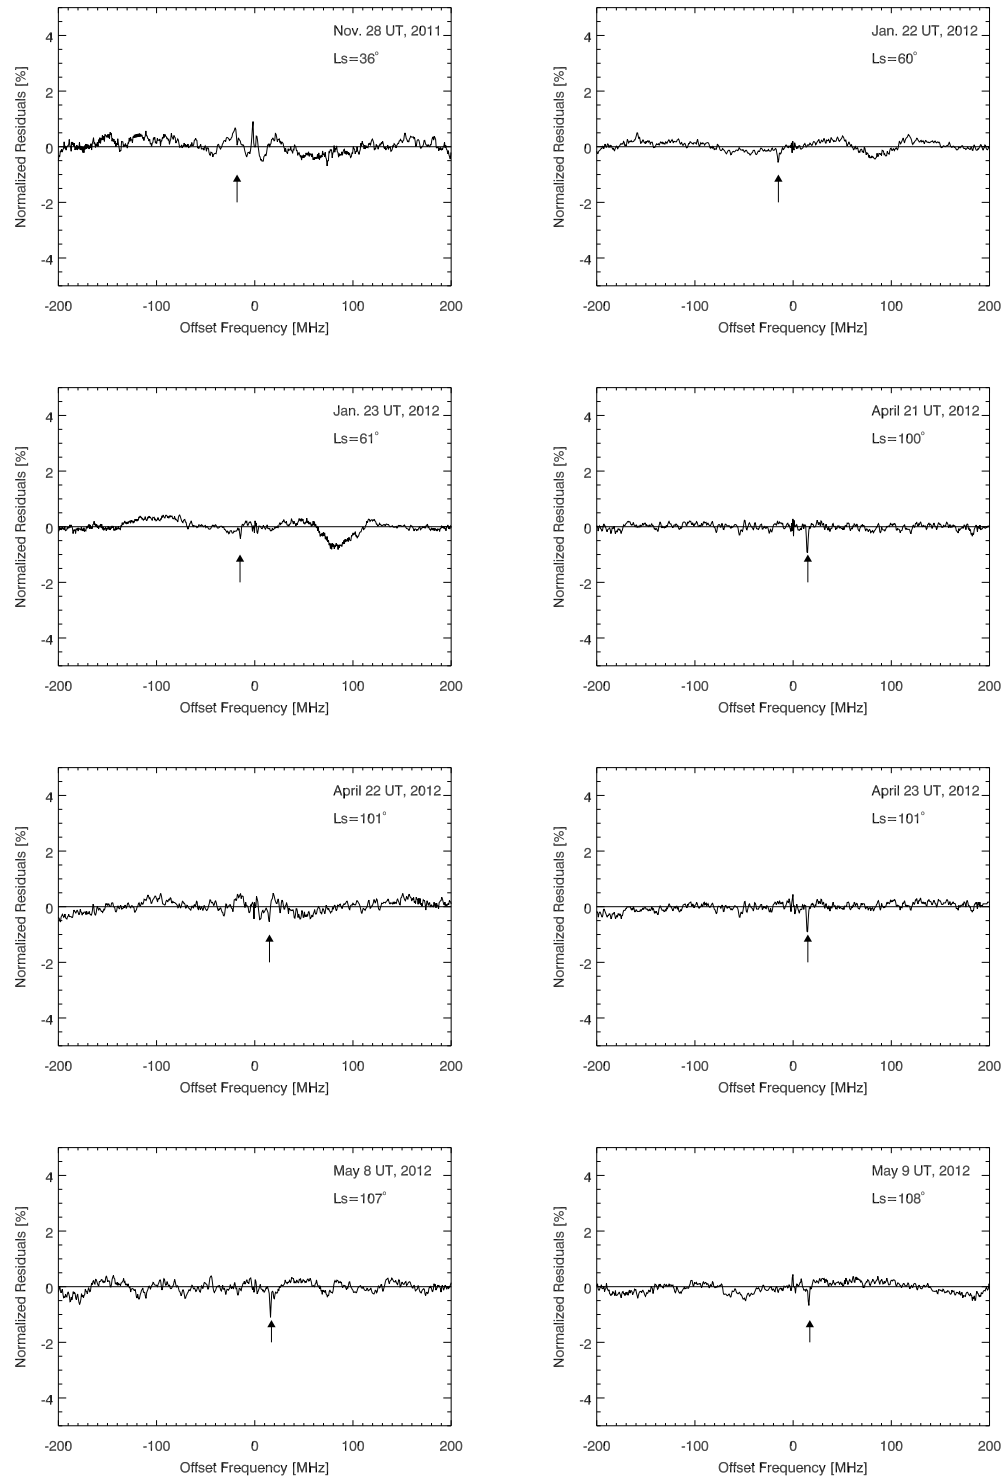 Nov. 28 UT, 2011
Ls=36°
Normalized Residuals [%]
4
2
0
-2
-4
-200 -100 0 100 200
Offset Frequency [MHz]
Jan. 22 UT, 2012
Ls=60°
Normalized Residuals [%]
4
2
0
-2
-4
-200 -100 0 100 200
Offset Frequency [MHz]
Jan. 23 UT, 2012
Ls=61°
Normalized Residuals [%]
4
2
0
-2
-4
-200 -100 0 100 200
Offset Frequency [MHz]
April 21 UT, 2012
Ls=100°
Normalized Residuals [%]
4
2
0
-2
-4
-200 -100 0 100 200
Offset Frequency [MHz]
April 22 UT, 2012
Ls=101°
Normalized Residuals [%]
4
2
0
-2
-4
-200 -100 0 100 200
Offset Frequency [MHz]
April 23 UT, 2012
Ls=101°
Normalized Residuals [%]
4
2
0
-2
-4
-200 -100 0 100 200
Offset Frequency [MHz]
May 8 UT, 2012
Ls=107°
Normalized Residuals [%]
4
2
0
-2
-4
-200 -100 0 100 200
Offset Frequency [MHz]
May 9 UT, 2012
Ls=108°
Normalized Residuals [%]
4
2
0
-2
-4
-200 -100 0 100 200
Offset Frequency [MHz]